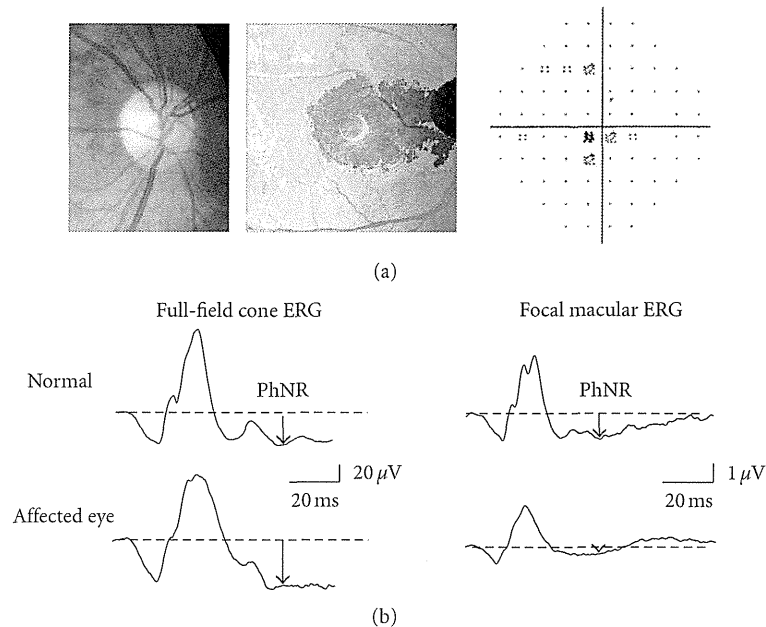 (a)
Full-field cone ERG
Focal macular ERG
Normal
PhNR
PhNR
20 μV
20 ms
1 μV
20 ms
Affected eye
(b)